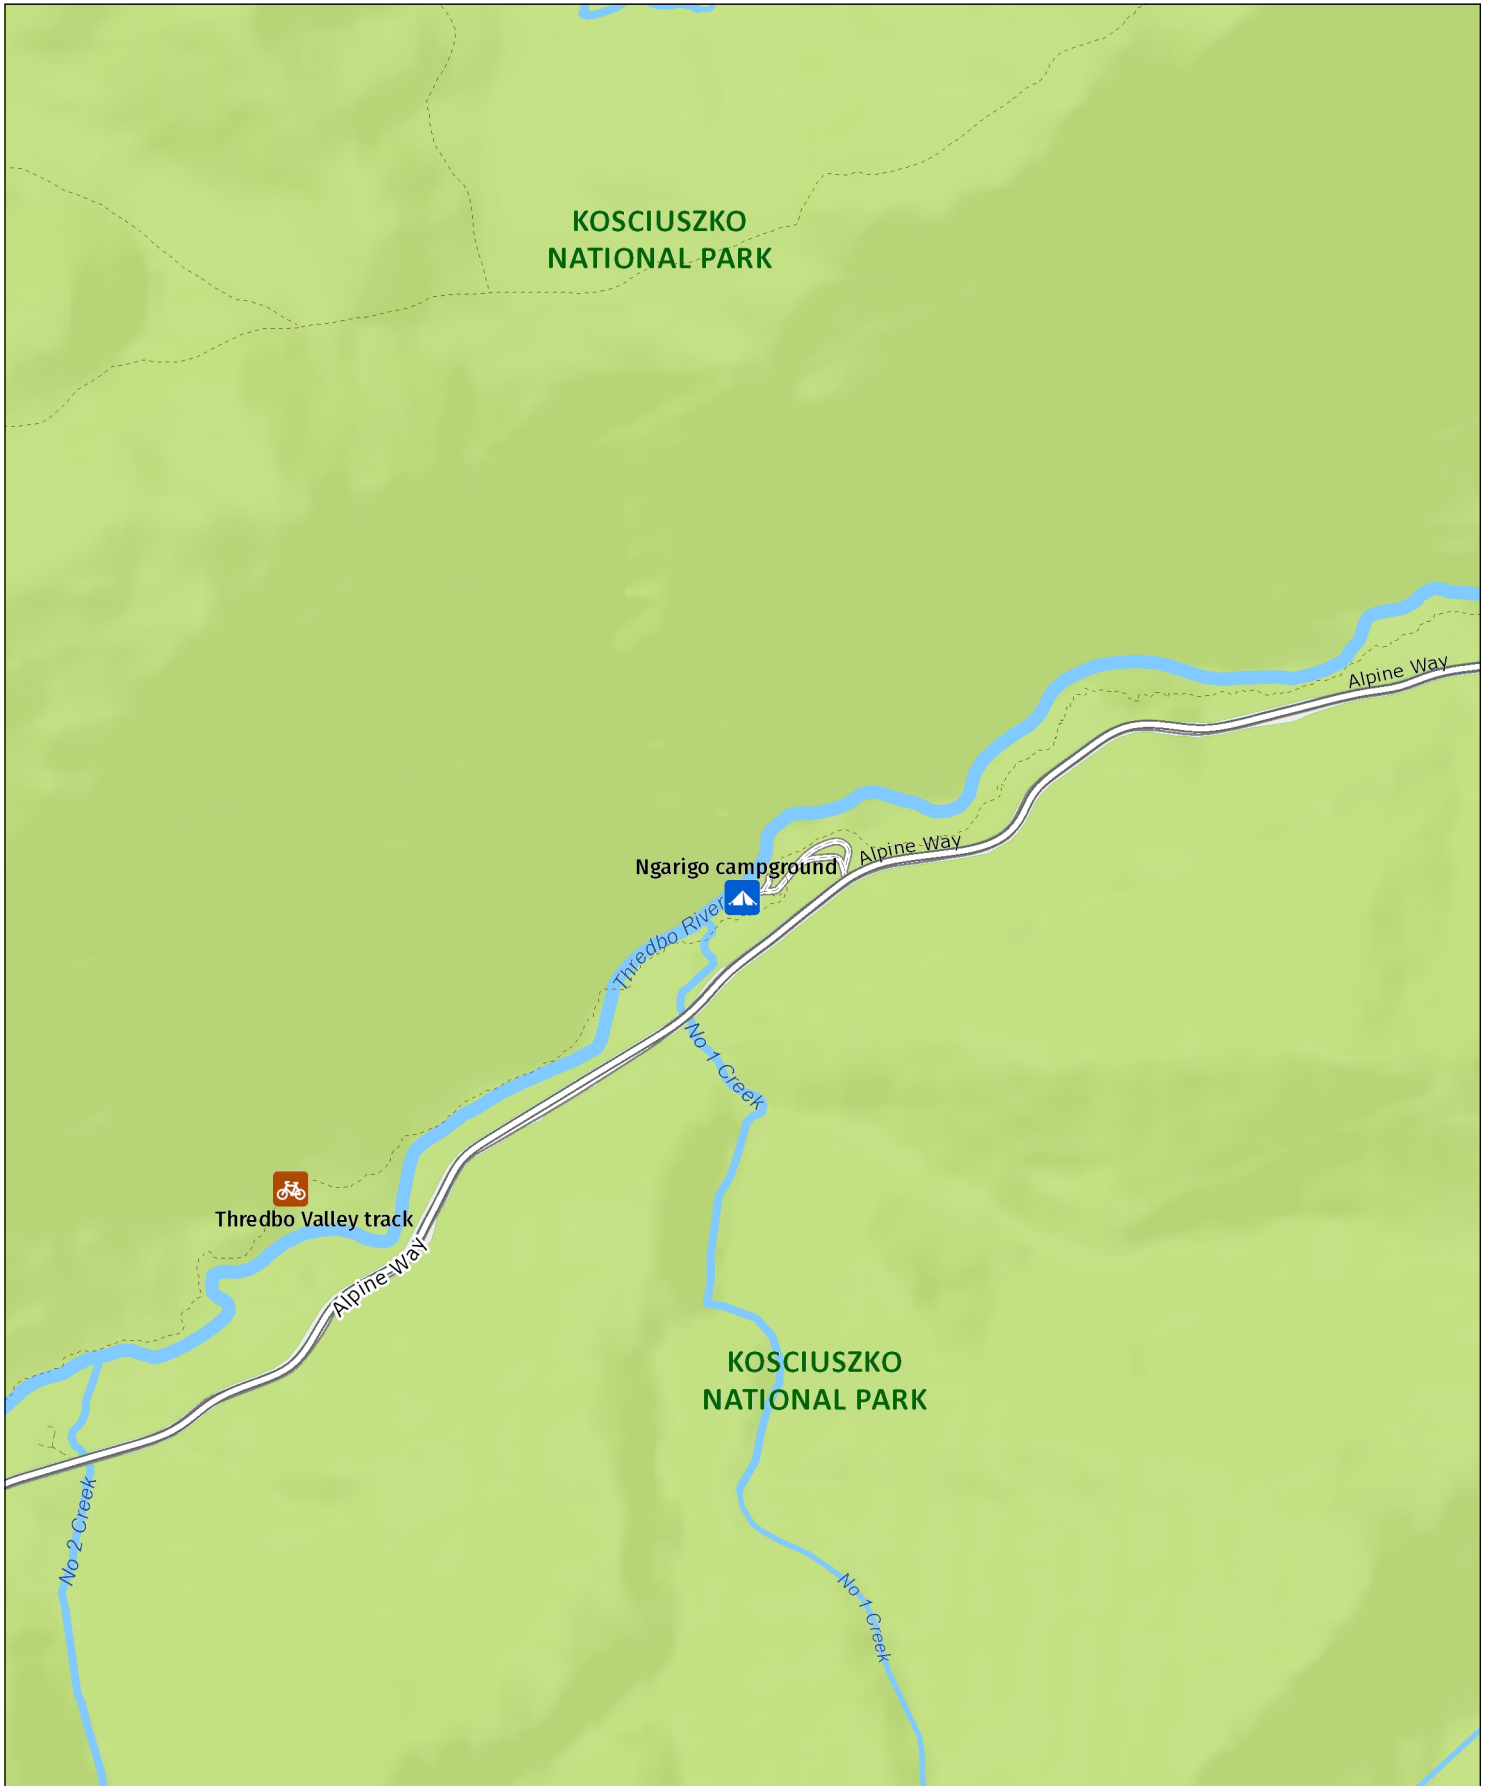 KOSCIUSZKO
NATIONAL PARK
Alpine Way
Alpine Way
Ngarigo campground
Thredbo River
No 1 Creek
Thredbo Valley track
Alpine Way
KOSCIUSZKO
NATIONAL PARK
No 2 Creek
No 1 Creek